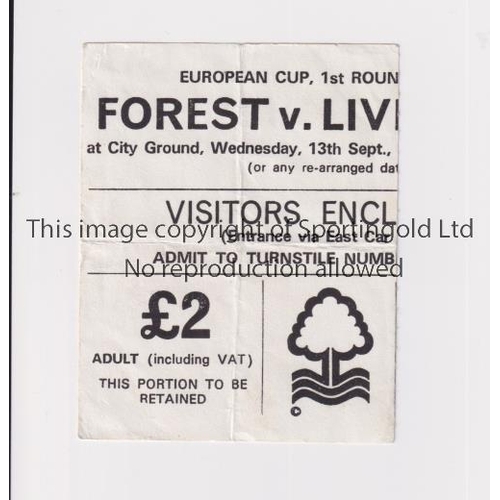 EUROPEAN CUP, 1st ROUN
FOREST v. LIVE
at City Ground, Wednesday, 13th Sept.,
(or any re-arranged dat
VISITORS ENCL
This image copyright of Sportingold Ltd
(Entrance via East Car
ADMIT TO TURNSTILE NUMB
No reproduction allowed
£2
ADULT (including VAT)
THIS PORTION TO BE
RETAINED
©